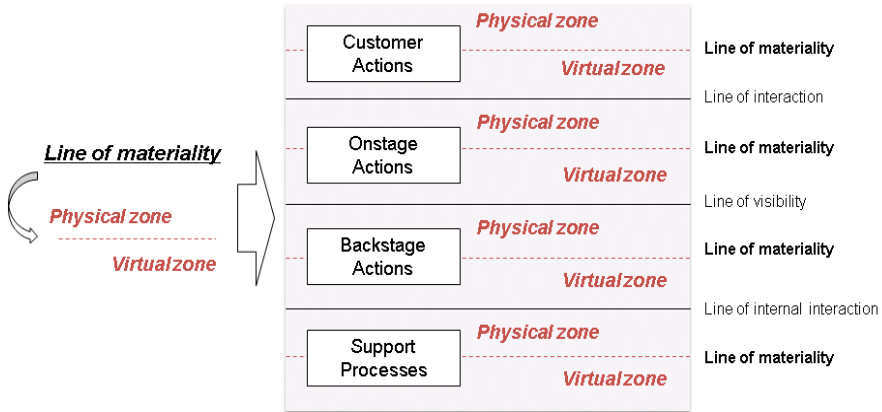 Line of materiality
Physical zone
Virtual zone
Physical zone
Customer
Actions
Line of materiality
Virtual zone
Line of interaction
Physical zone
Onstage
Actions
Line of materiality
Virtual zone
Line of visibility
Physical zone
Backstage
Actions
Line of materiality
Virtual zone
Line of internal interaction
Physical zone
Support
Processes
Line of materiality
Virtual zone